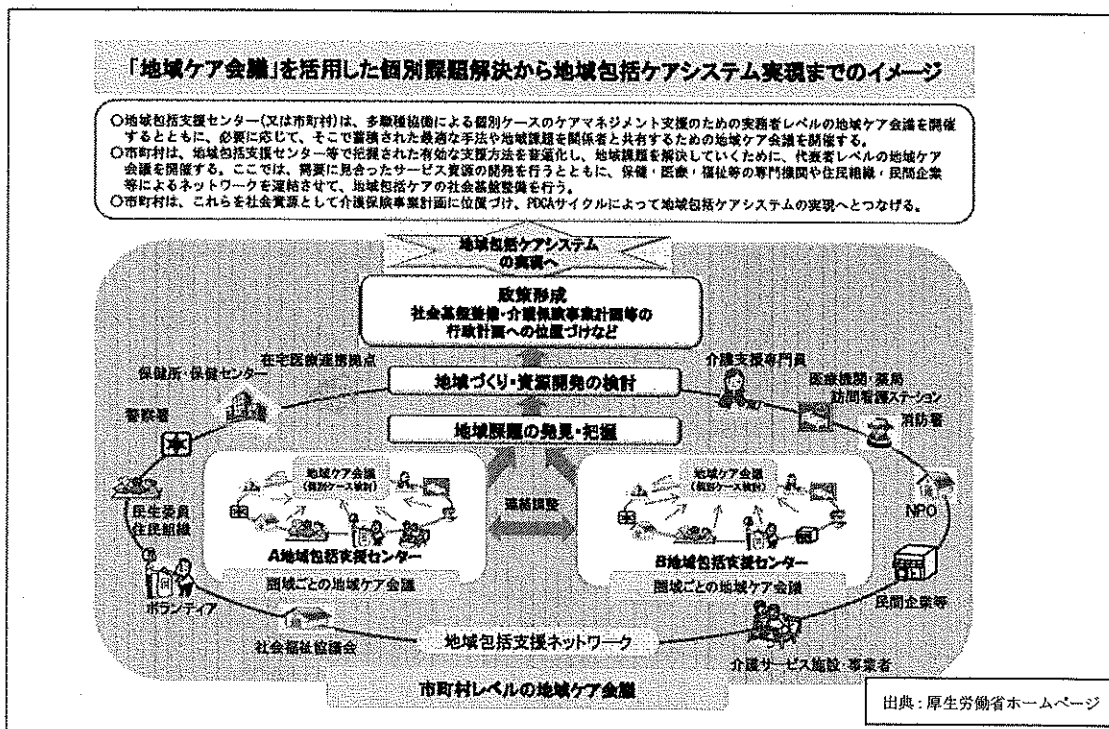 「地域ケア会議」を活用した個別課題解決から地域包括ケアシステム実現までのイメージ
○地域包括支援センター(又は市町村)は、多職種協働による個別ケースのケアマネジメント支援のための実務者レベルの地域ケア会議を開催
するとともに、必要に応じて、そこで蓄積された最適な手法や地域課題を関係者と共有するための地域ケア会議を開催する。
○市町村は、地域包括支援センター等で把握された有効な支援方法を普遍化し、地域課題を解決していくために、代表者レベルの地域ケア
会議を開催する。ここでは、需要に見合ったサービス資源の開発を行うとともに、保健・医療・福祉等の専門機関や住民組織・民間企業
等によるネットワークを連結させて、地域包括ケアの社会基盤整備を行う。
○市町村は、これらを社会資源として介護保険事業計画に位置づけ、PDCAサイクルによって地域包括ケアシステムの実現へとつなげる。
地域包括ケアシステム
の実現へ
政策形成
社会基盤整備・介護保険事業計画等の
行政計画への位置づけなど
在宅医療連携拠点
保健所・保健センター
介護支援専門員
地域づくり・資源開発の検討
医療機関・薬局
訪問看護ステーション
警察署
消防署
地域課題の発見・把握
地域ケア会議
(個別ケース検討)
地域ケア会議
(個別ケース検討)
連絡調整
民生委員
住民組織
NPO
A地域包括支援センター
B地域包括支援センター
圏域ごとの地域ケア会議
圏域ごとの地域ケア会議
ボランティア
民間企業等
社会福祉協議会
地域包括支援ネットワーク
介護サービス施設・事業者
市町村レベルの地域ケア会議
出典:厚生労働省ホームページ